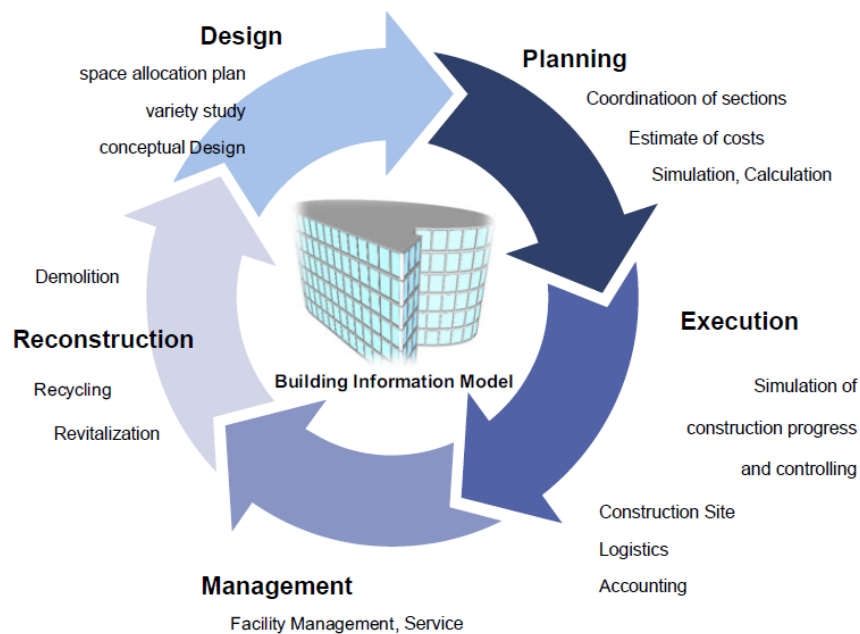 Design
space allocation plan
variety study
conceptual Design
Planning
Coordinatioon of sections
Estimate of costs
Simulation, Calculation
Execution
Simulation of
construction progress
and controlling
Construction Site
Logistics
Accounting
Management
Facility Management, Service
Demolition
Reconstruction
Recycling
Revitalization
Building Information Model